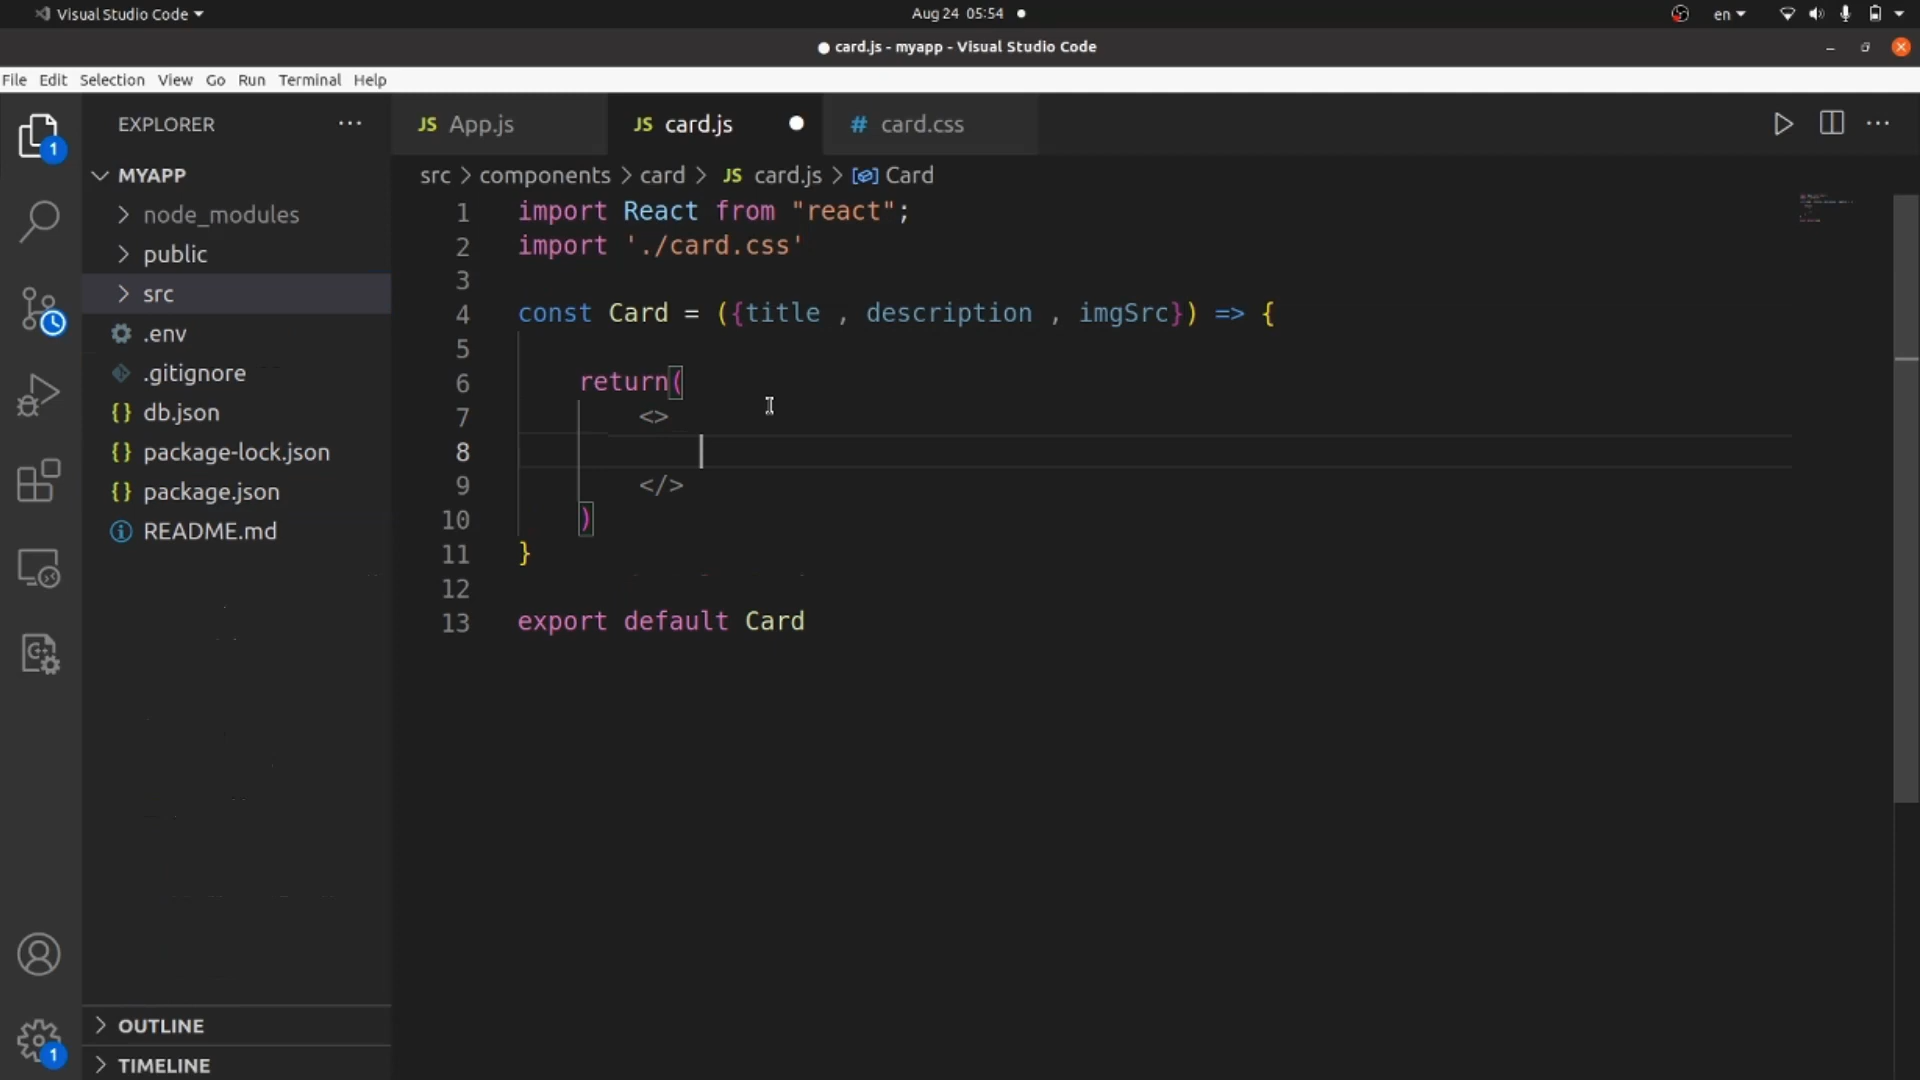 Visual Studio Code
Aug 24 05:54
en
card.js - myapp - Visual Studio Code
File Edit Selection View Go Run Terminal Help
EXPLORER
JS App.js
JS card.js
# card.css
1
MYAPP
src > components > card > JS card.js > Card
node_modules
public
src
.env
.gitignore
{} db.json
{} package-lock.json
{} package.json
README.md
1 import React from "react";
2 import './card.css'
3
4 const Card = ({title , description , imgSrc}) => {
5
6 return(
7 <>
8
9 </>
10 )
11 }
12
13 export default Card
C++
OUTLINE
1
TIMELINE